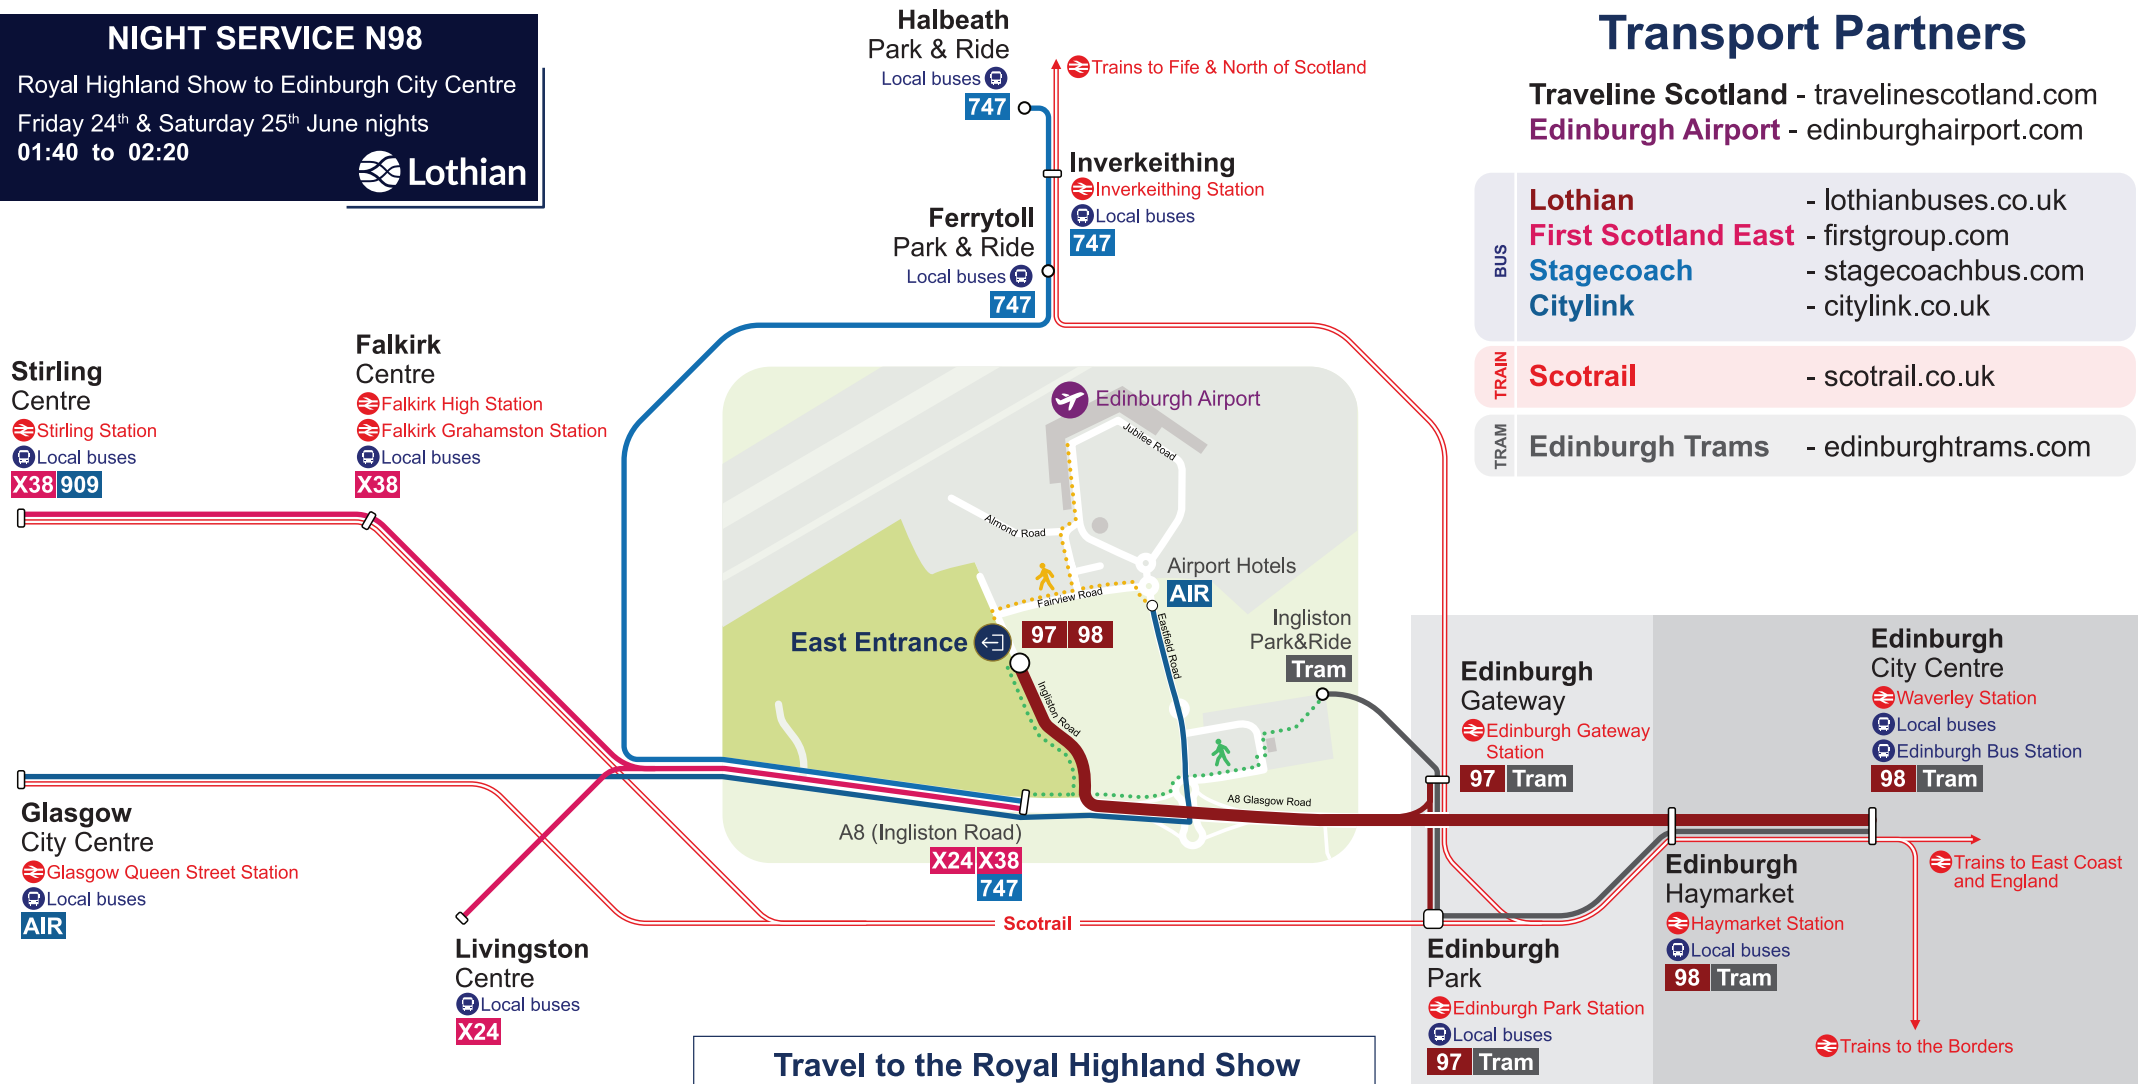 NIGHT SERVICE N98
Royal Highland Show to Edinburgh City Centre
Friday 24th & Saturday 25th June nights
01:40 to 02:20
Lothian
Halbeath
Park & Ride
Local buses
747
Trains to Fife & North of Scotland
Inverkeithing
Inverkeithing Station
Local buses
747
Ferrytoll
Park & Ride
Local buses
747
Transport Partners
Traveline Scotland - travelinescotland.com
Edinburgh Airport - edinburghairport.com
BUS
Lothian - lothianbuses.co.uk
First Scotland East - firstgroup.com
Stagecoach - stagecoachbus.com
Citylink - citylink.co.uk
TRAIN
Scotrail - scotrail.co.uk
TRAM
Edinburgh Trams - edinburghtrams.com
Stirling
Centre
Stirling Station
Local buses
X38 909
Falkirk
Centre
Falkirk High Station
Falkirk Grahamston Station
Local buses
X38
Edinburgh Airport
Jubilee Road
Almond Road
Airport Hotels
AIR
Fairview Road
Eastfield Road
East Entrance
97 98
Ingliston Road
Ingliston
Park&Ride
Tram
A8 Glasgow Road
A8 (Ingliston Road)
X24 X38
747
Glasgow
City Centre
Glasgow Queen Street Station
Local buses
AIR
Livingston
Centre
Local buses
X24
Scotrail
Edinburgh
Gateway
Edinburgh Gateway
Station
97 Tram
Edinburgh
City Centre
Waverley Station
Local buses
Edinburgh Bus Station
98 Tram
Edinburgh
Haymarket
Haymarket Station
Local buses
98 Tram
Trains to East Coast
and England
Edinburgh
Park
Edinburgh Park Station
Local buses
97 Tram
Trains to the Borders
Travel to the Royal Highland Show